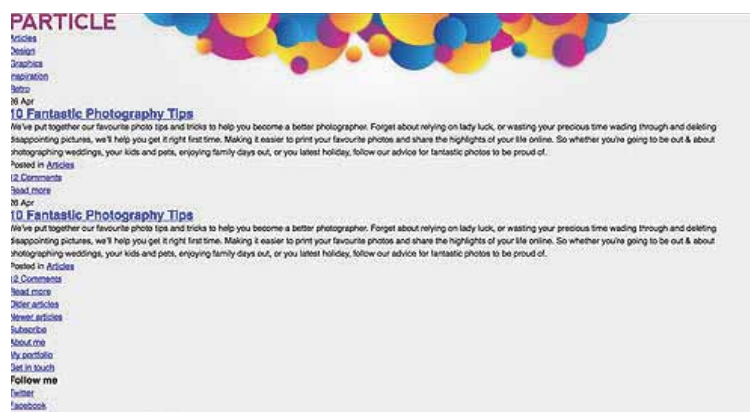 PARTICLE
Articles
Design
Graphics
Inspiration
Retro
26 Apr
10 Fantastic Photography Tips
We've put together our favourite photo tips and tricks to help you become a better photographer. Forget about relying on lady luck, or wasting your precious time wading through and deleting
disappointing pictures, we'll help you get it right first time. Making it easier to print your favourite photos and share the highlights of your life online. So whether you're going to be out & about
photographing weddings, your kids and pets, enjoying family days out, or you latest holiday, follow our advice for fantastic photos to be proud of.
Posted in Articles
12 Comments
Read more
26 Apr
10 Fantastic Photography Tips
We've put together our favourite photo tips and tricks to help you become a better photographer. Forget about relying on lady luck, or wasting your precious time wading through and deleting
disappointing pictures, we'll help you get it right first time. Making it easier to print your favourite photos and share the highlights of your life online. So whether you're going to be out & about
photographing weddings, your kids and pets, enjoying family days out, or you latest holiday, follow our advice for fantastic photos to be proud of.
Posted in Articles
12 Comments
Read more
Older articles
Newer articles
Subscribe
About me
My portfolio
Get in touch
Follow me
Twitter
Facebook